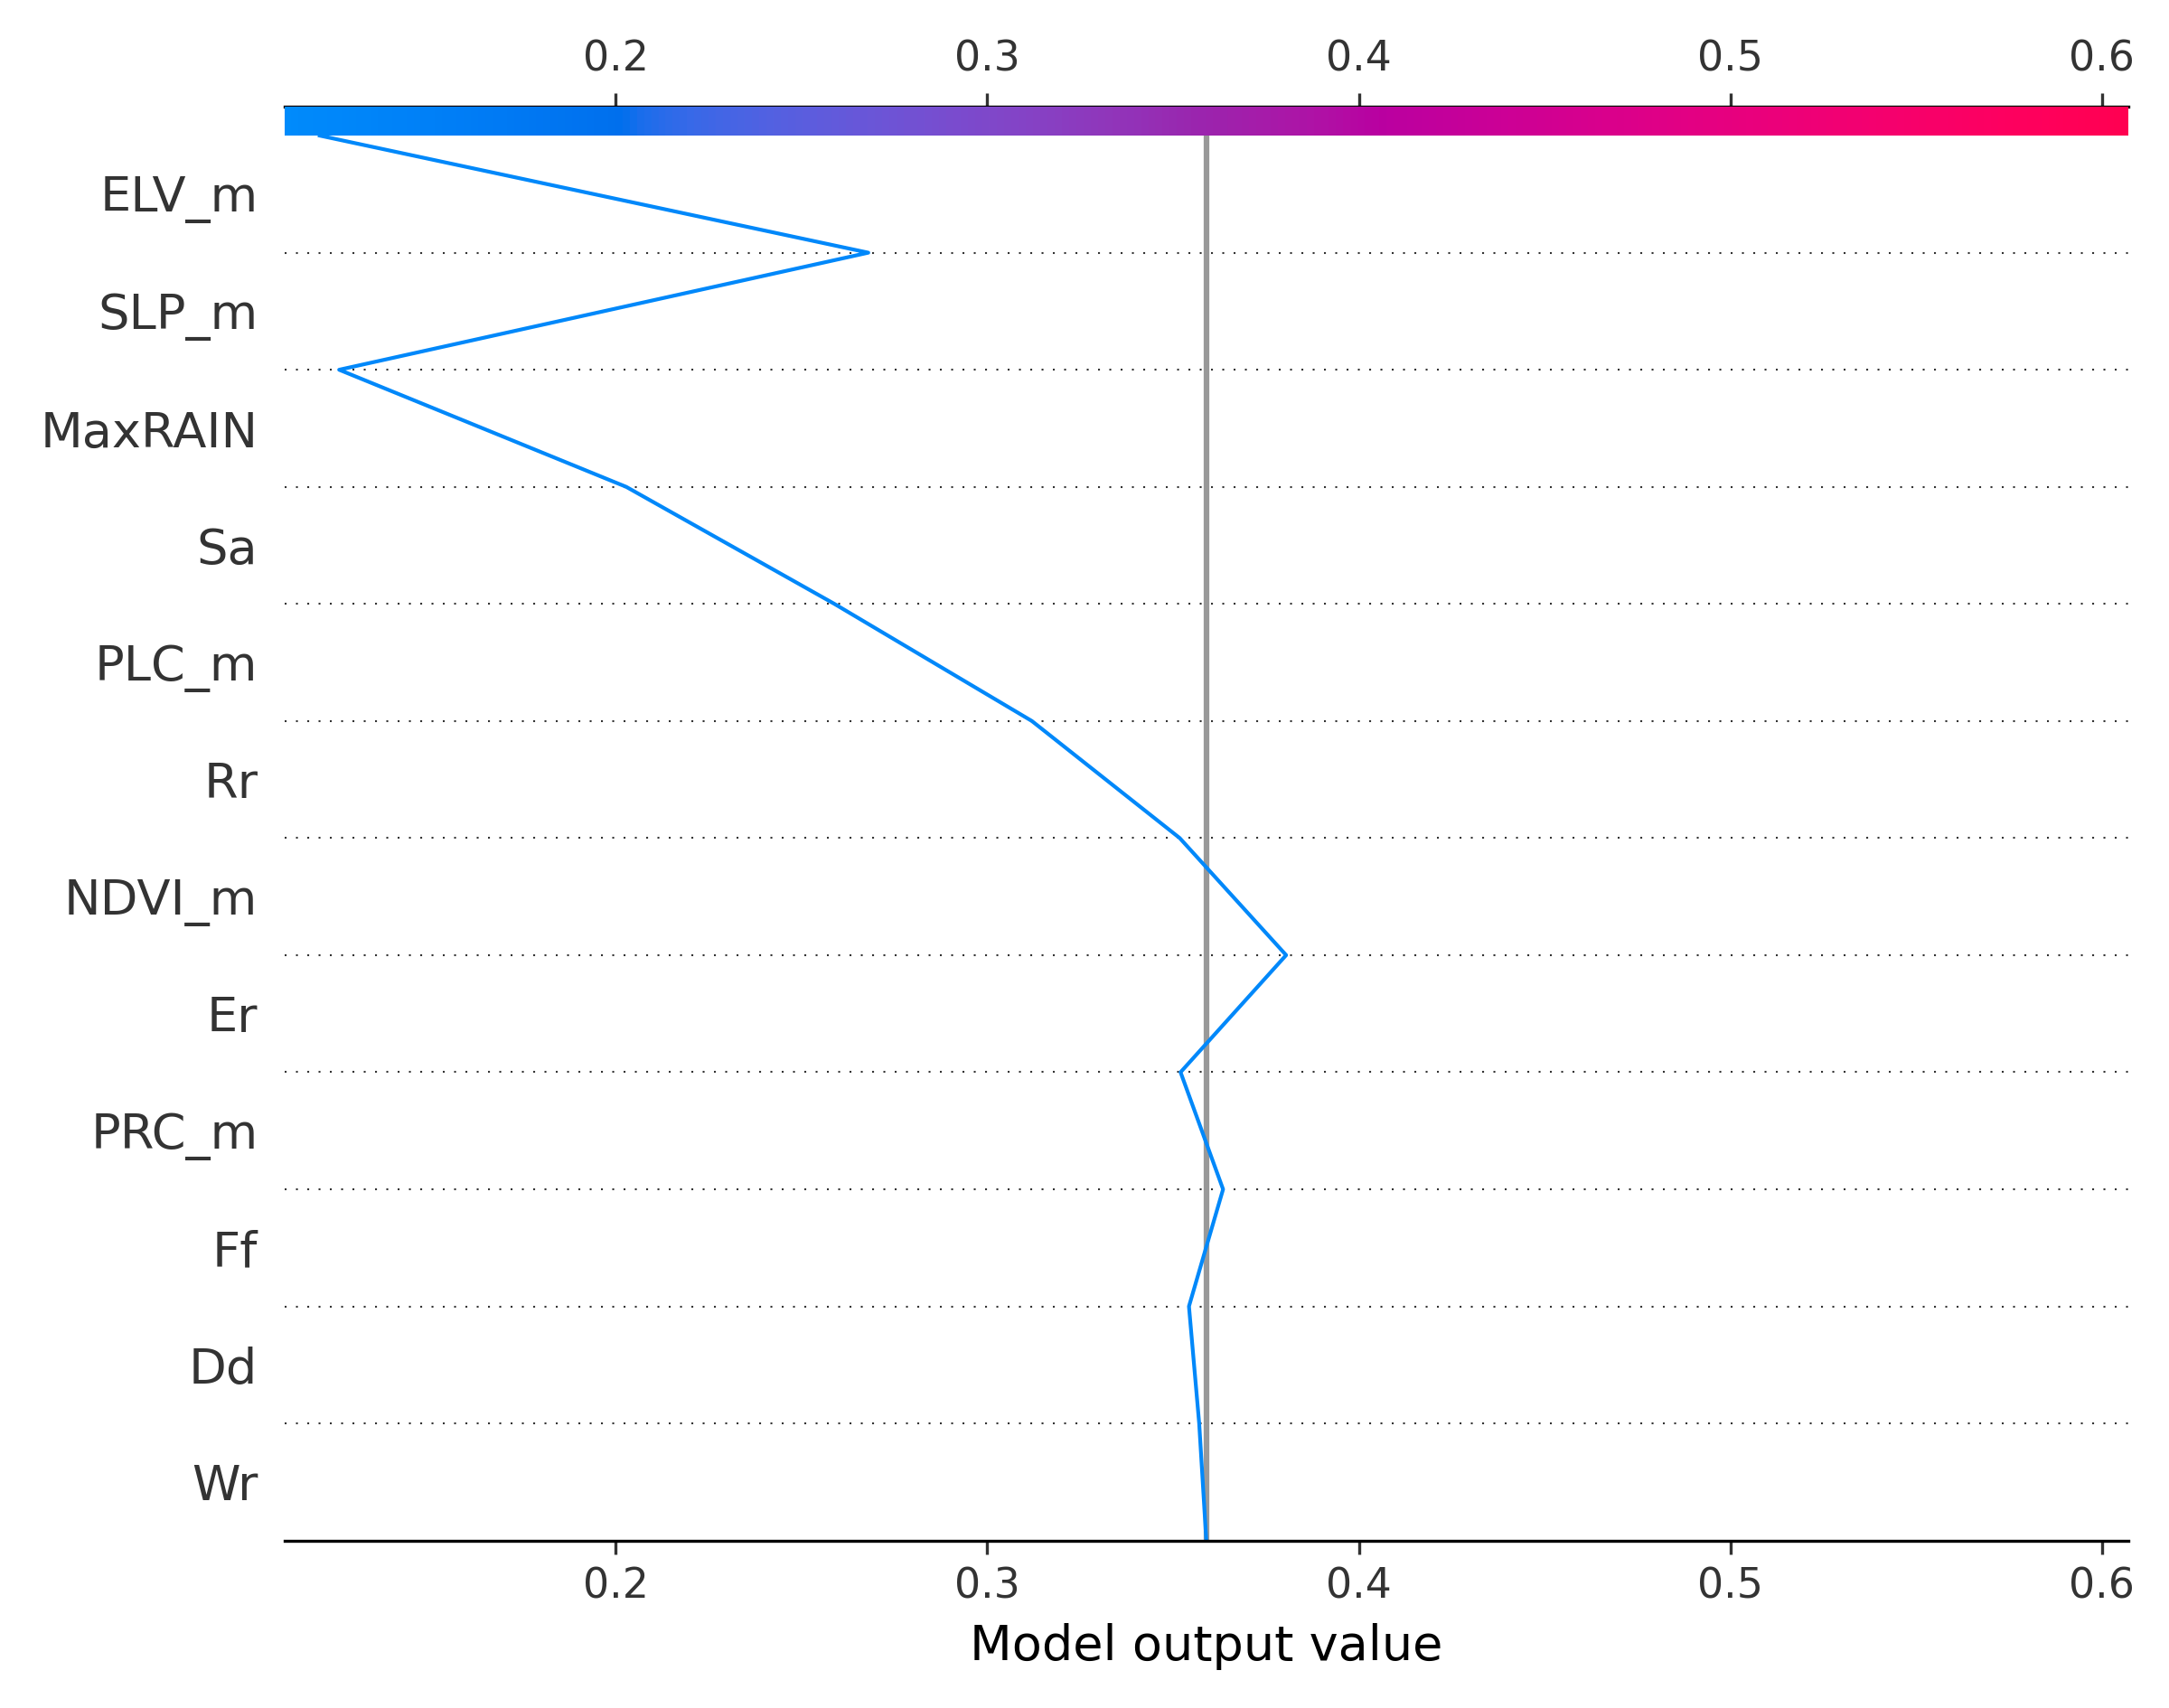 0.2 0.3 0.4 0.5 0.6
ELV_m
SLP_m
MaxRAIN
Sa
PLC_m
Rr
NDVI_m
Er
PRC_m
Ff
Dd
Wr
0.2 0.3 0.4 0.5 0.6
Model output value